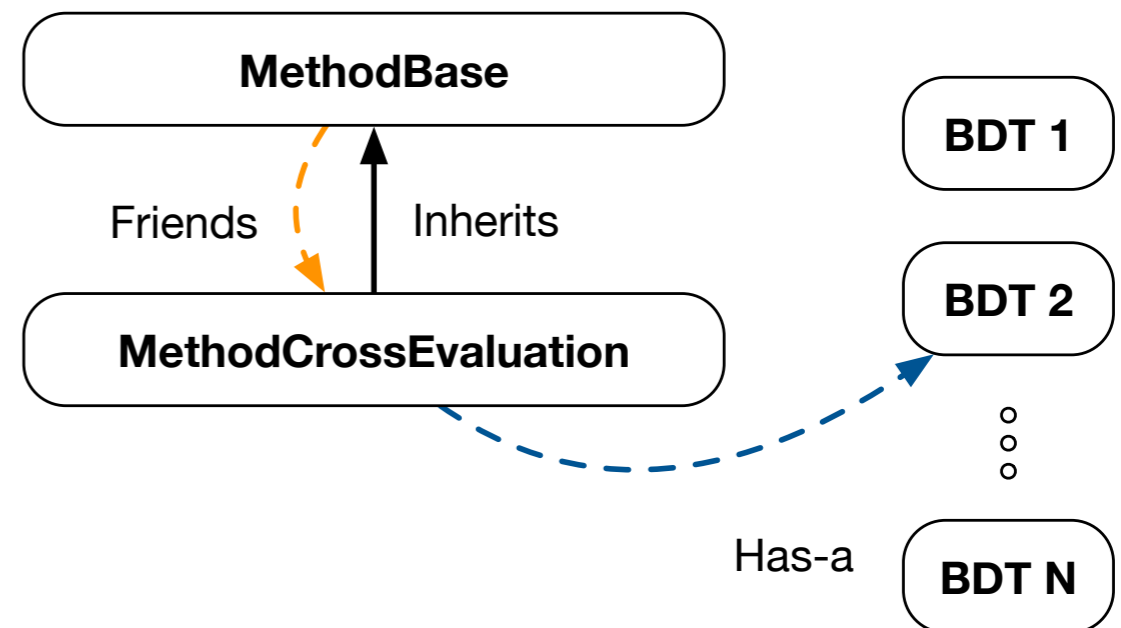 MethodBase
BDT 1
Friends
Inherits
BDT 2
MethodCrossEvaluation
Has-a
BDT N